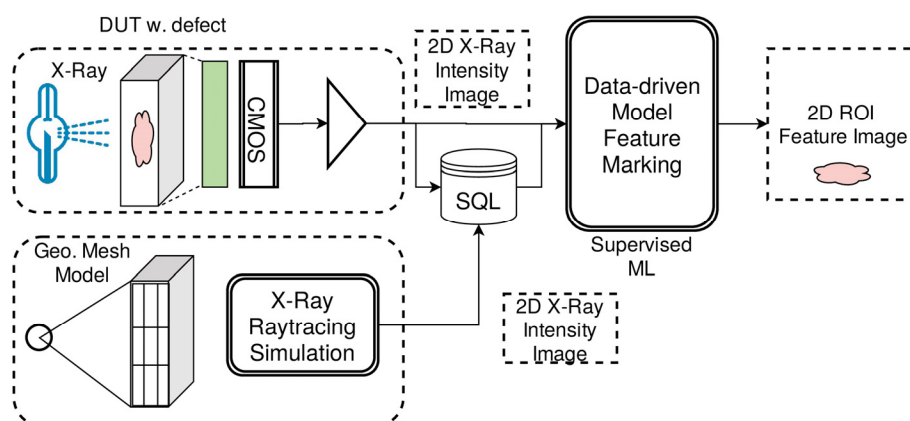 DUT w. defect
X-Ray
CMOS
2D X-Ray
Intensity
Image
SQL
Data-driven
Model
Feature
Marking
Supervised
ML
2D ROI
Feature Image
Geo. Mesh
Model
X-Ray
Raytracing
Simulation
2D X-Ray
Intensity
Image